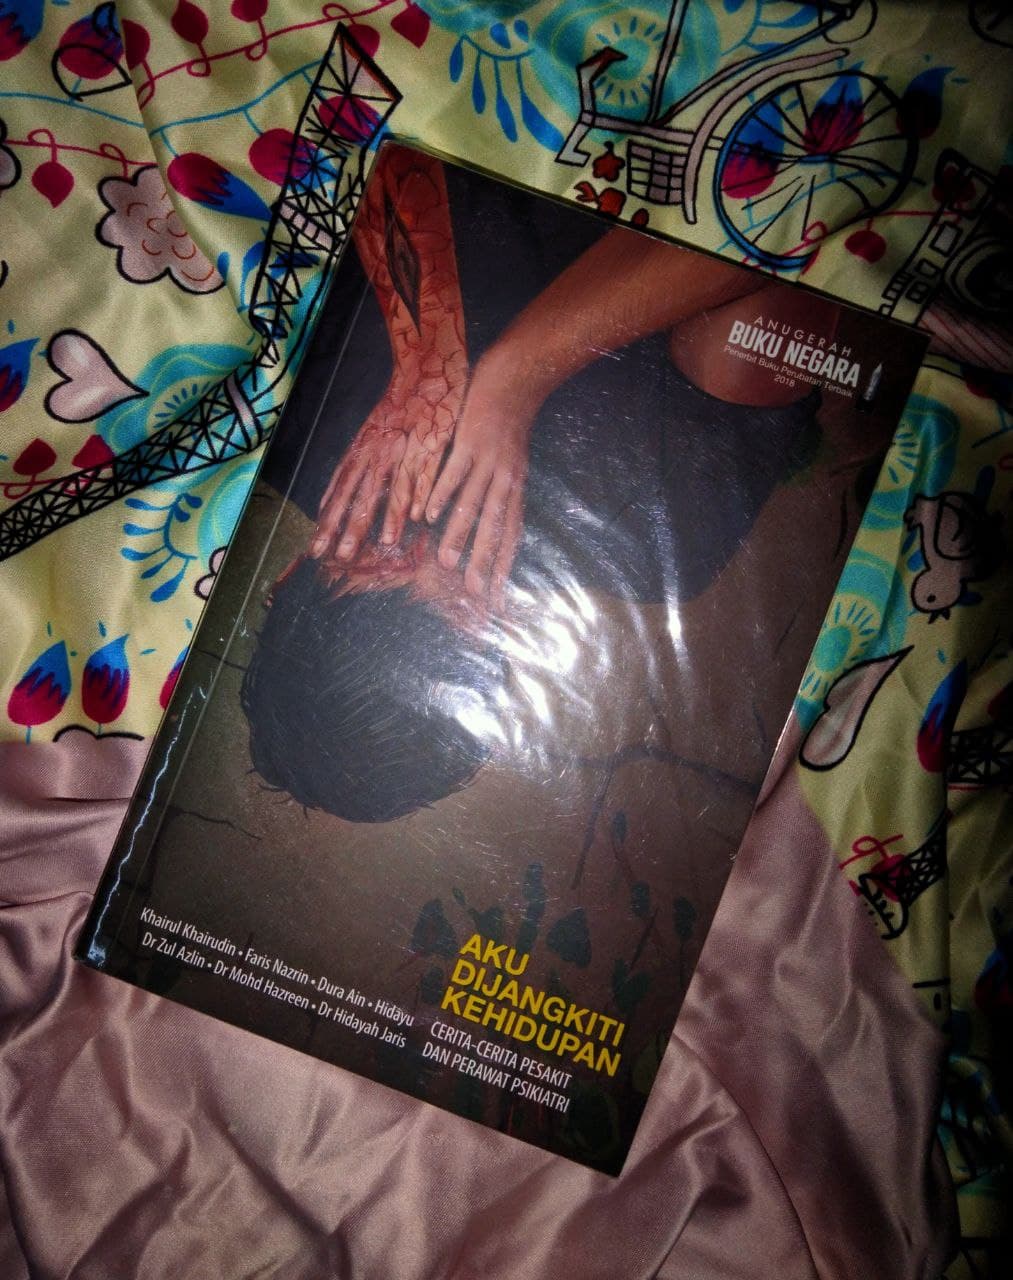 ANUGERAH
BUKU NEGARA
Penerbit Buku Perubatan Terbaik
2018
Khairul Khairudin • Faris Nazrin • Dura Ain • Hidayu
Dr Zul Azlin • Dr Mohd Hazreen • Dr Hidayah Jaris
AKU
DIJANGKITI
KEHIDUPAN
CERITA-CERITA PESAKIT
DAN PERAWAT PSIKIATRI